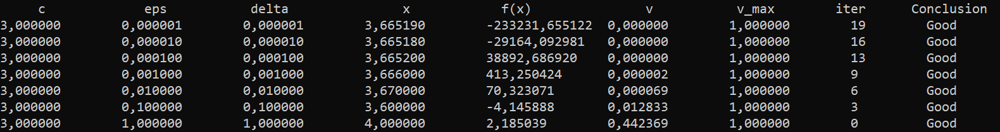 c eps delta x f(x) v v_max iter Conclusion
3,000000 0,000001 0,000001 3,665190 -233231,655122 0,000000 1,000000 19 Good
3,000000 0,000010 0,000010 3,665180 -29164,092981 0,000000 1,000000 16 Good
3,000000 0,000100 0,000100 3,665200 38892,686920 0,000000 1,000000 13 Good
3,000000 0,001000 0,001000 3,666000 413,250424 0,000002 1,000000 9 Good
3,000000 0,010000 0,010000 3,670000 70,323071 0,000069 1,000000 6 Good
3,000000 0,100000 0,100000 3,600000 -4,145888 0,012833 1,000000 3 Good
3,000000 1,000000 1,000000 4,000000 2,185039 0,442369 1,000000 0 Good